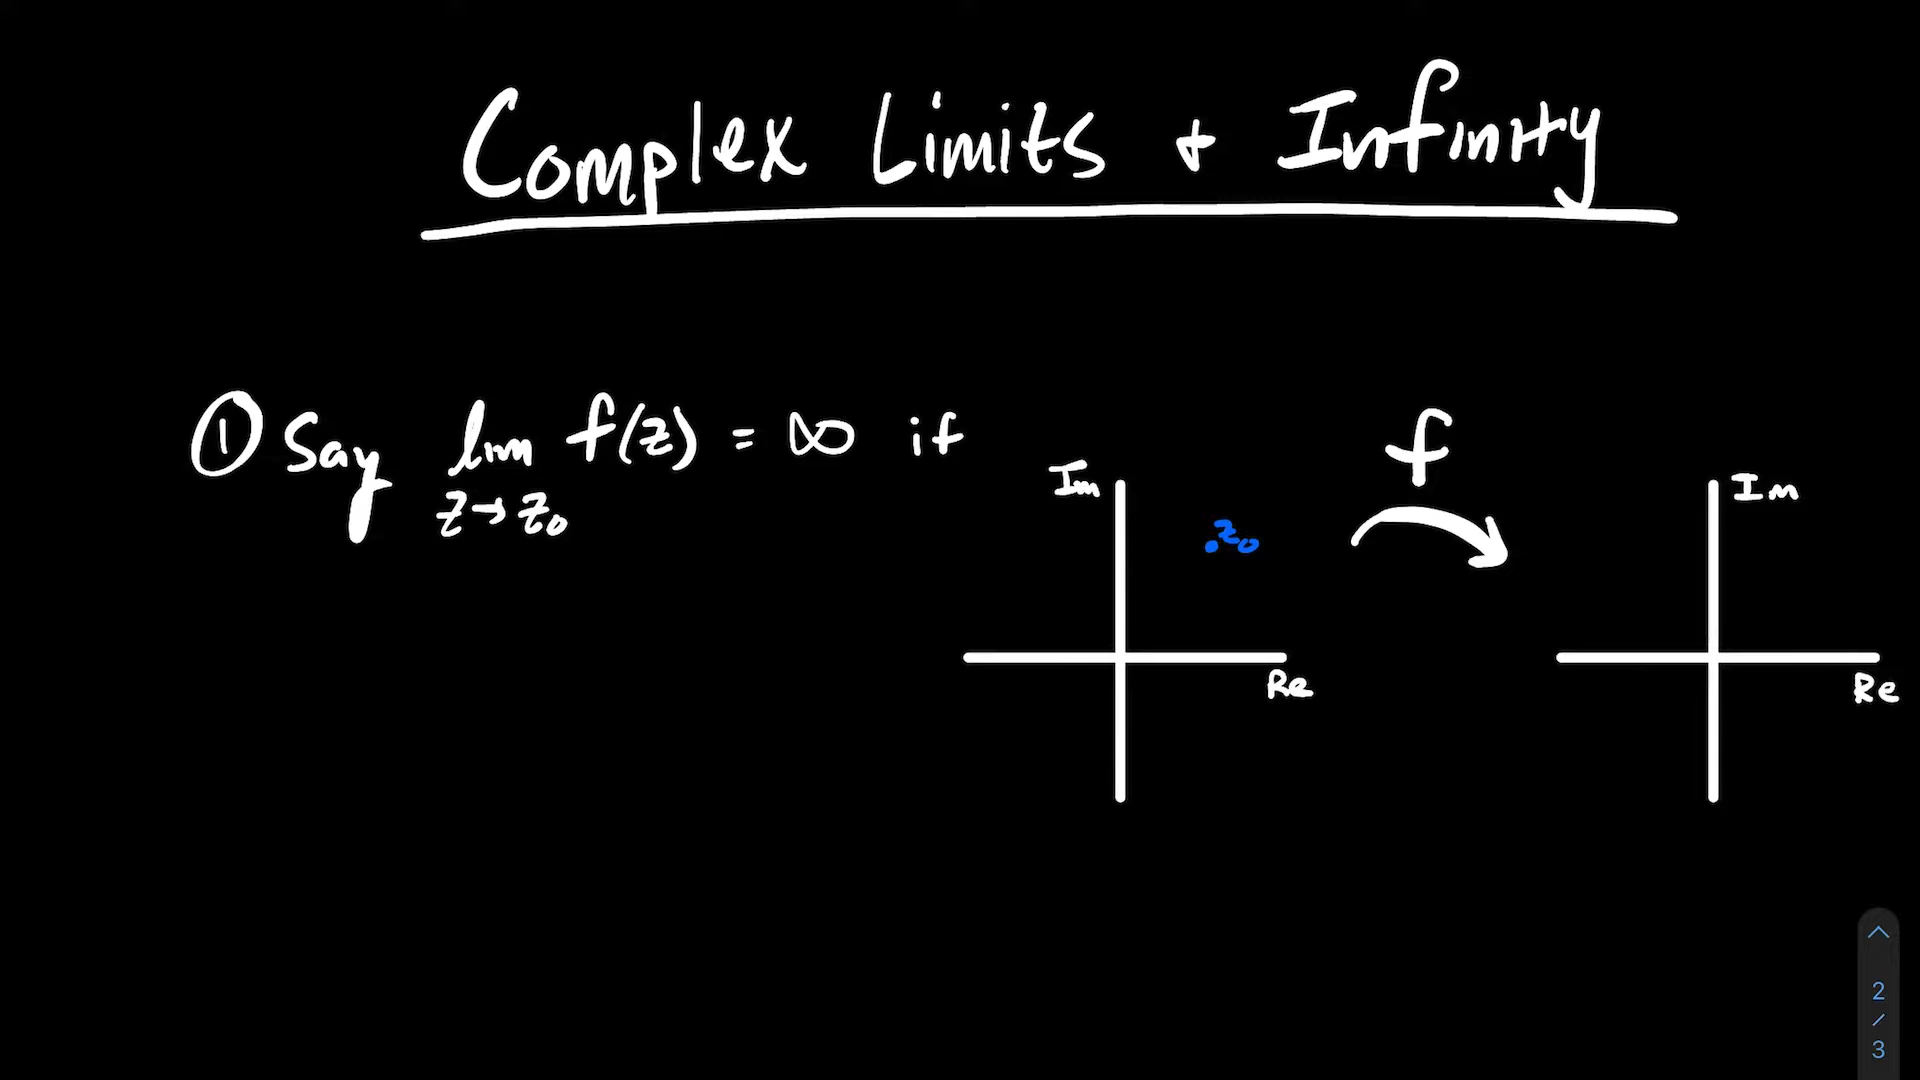 Complex Limits + Infinity
① Say lim f(z) = ∞ if
z→z₀
f
Im
Im
z₀
Re
Re
2
/
3